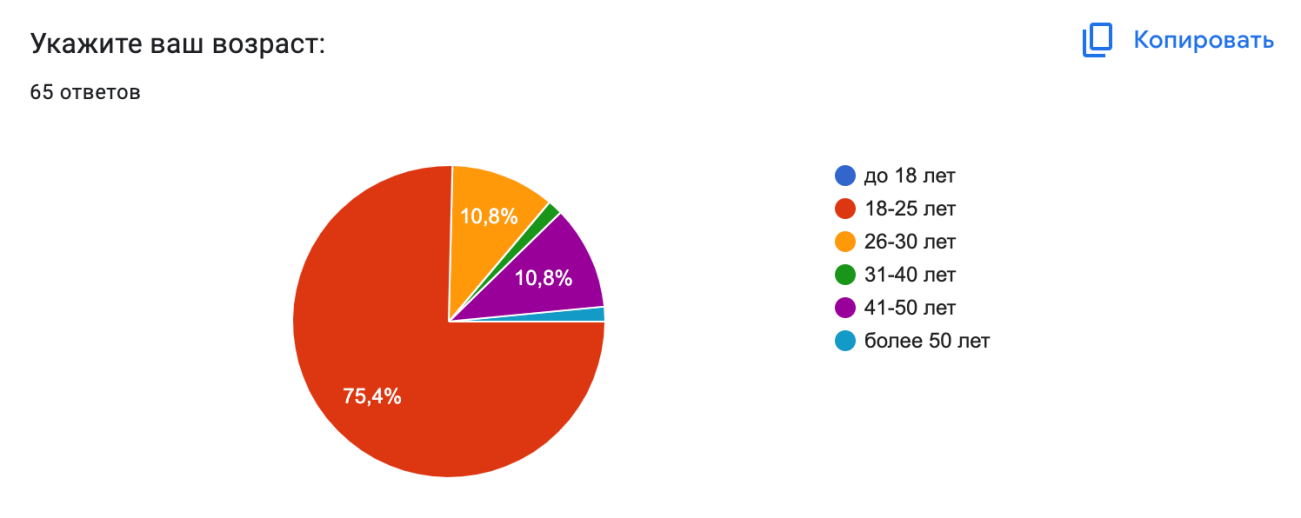 Укажите ваш возраст:
Копировать
65 ответов
до 18 лет
18-25 лет
26-30 лет
31-40 лет
41-50 лет
более 50 лет
10,8%
10,8%
75,4%